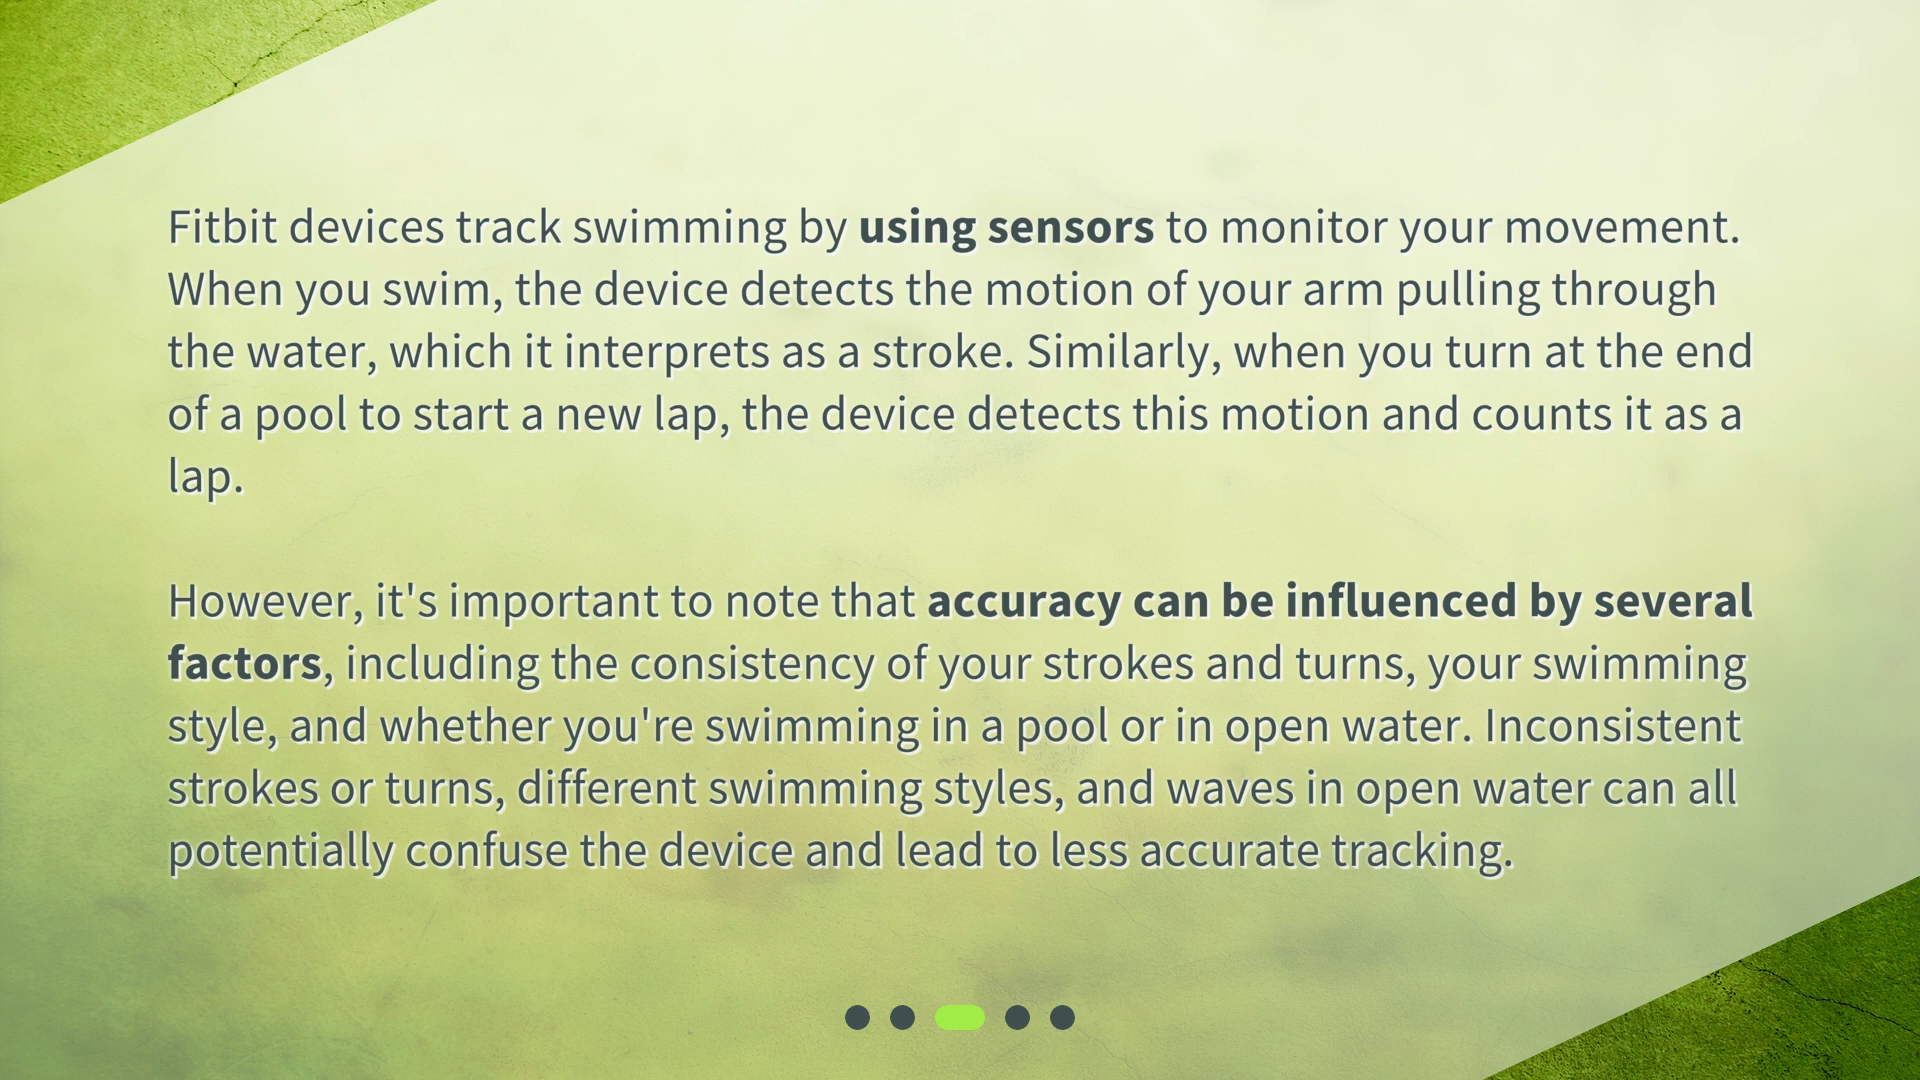 Fitbit devices track swimming by using sensors to monitor your movement.
When you swim, the device detects the motion of your arm pulling through
the water, which it interprets as a stroke. Similarly, when you turn at the end
of a pool to start a new lap, the device detects this motion and counts it as a
lap.
However, it's important to note that accuracy can be influenced by several
factors, including the consistency of your strokes and turns, your swimming
style, and whether you're swimming in a pool or in open water. Inconsistent
strokes or turns, different swimming styles, and waves in open water can all
potentially confuse the device and lead to less accurate tracking.